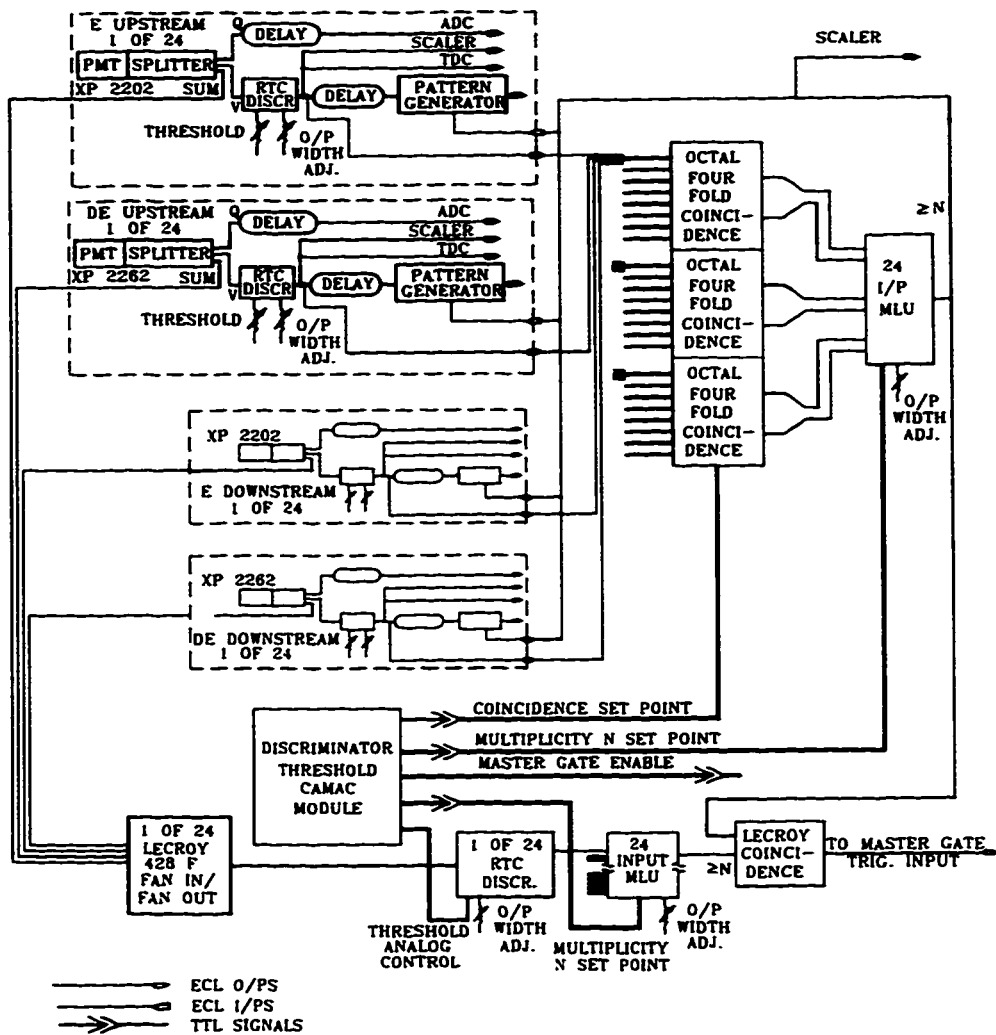 E UPSTREAM
1 OF 24
PMT SPLITTER
XP 2202 SUM
Q
DELAY
ADC
SCALER
TDC
V
RTC
DISCR
DELAY
PATTERN
GENERATOR
THRESHOLD
O/P
WIDTH
ADJ.
DE UPSTREAM
1 OF 24
PMT SPLITTER
XP 2262 SUM
Q
DELAY
ADC
SCALER
TDC
V
RTC
DISCR
DELAY
PATTERN
GENERATOR
THRESHOLD
O/P
WIDTH
ADJ.
XP 2202
E DOWNSTREAM
1 OF 24
XP 2262
DE DOWNSTREAM
1 OF 24
SCALER
OCTAL
FOUR
FOLD
COINCI-
DENCE
OCTAL
FOUR
FOLD
COINCI-
DENCE
OCTAL
FOUR
FOLD
COINCI-
DENCE
≥N
24
I/P
MLU
O/P
WIDTH
ADJ.
DISCRIMINATOR
THRESHOLD
CAMAC
MODULE
COINCIDENCE SET POINT
MULTIPLICITY N SET POINT
MASTER GATE ENABLE
1 OF 24
LECROY
428 F
FAN IN/
FAN OUT
1 OF 24
RTC
DISCR.
THRESHOLD
ANALOG
CONTROL
O/P
WIDTH
ADJ.
24
INPUT
MLU
MULTIPLICITY
N SET POINT
O/P
WIDTH
ADJ.
≥N
LECROY
COINCI-
DENCE
TO MASTER GATE
TRIG. INPUT
ECL O/PS
ECL I/PS
TTL SIGNALS